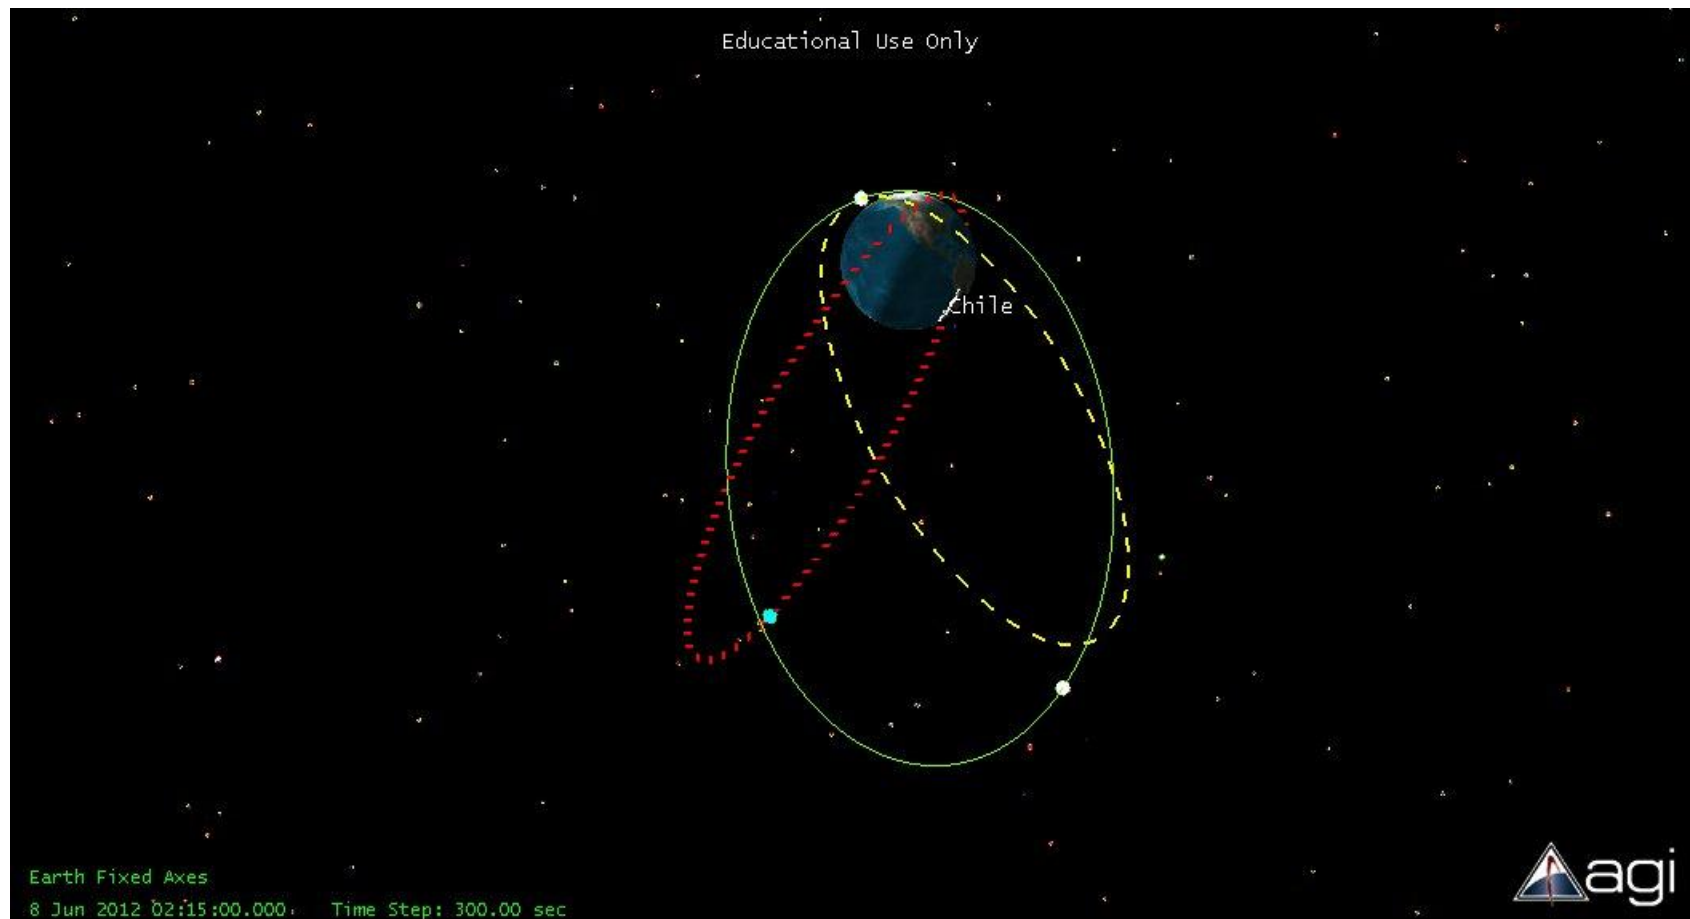 Educational Use Only
Chile
Earth Fixed Axes
8 Jun 2012 02:15:00.000 Time Step: 300.00 sec
agi